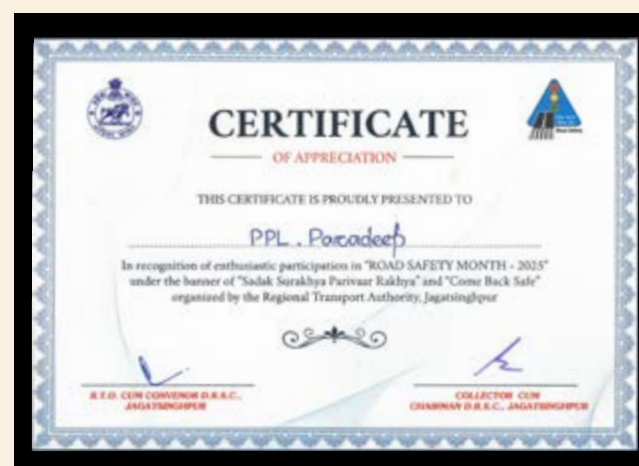 CERTIFICATE
OF APPRECIATION
THIS CERTIFICATE IS PROUDLY PRESENTED TO
PPL. Paradeep
In recognition of enthusiastic participation in "ROAD SAFETY MONTH - 2025"
under the banner of "Sadak Surakhya Parivaar Rakhya" and "Come Back Safe"
organized by the Regional Transport Authority, Jagatsinghpur
R.T.O. CUM CONVENOR D.R.S.C.,
JAGATSINGHPUR
COLLECTOR CUM
CHAIRMAN D.R.S.C., JAGATSINGHPUR
Road Safety